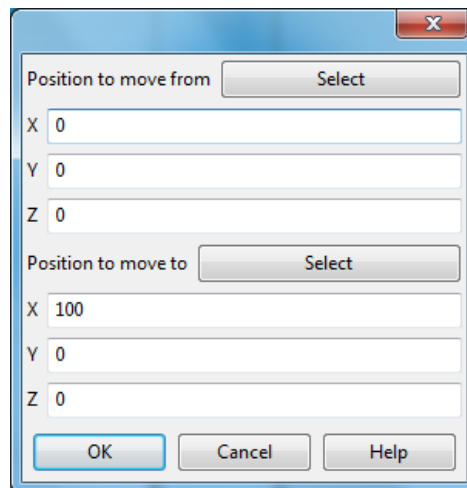 Position to move from Select
X 0
Y 0
Z 0
Position to move to Select
X 100
Y 0
Z 0
OK Cancel Help